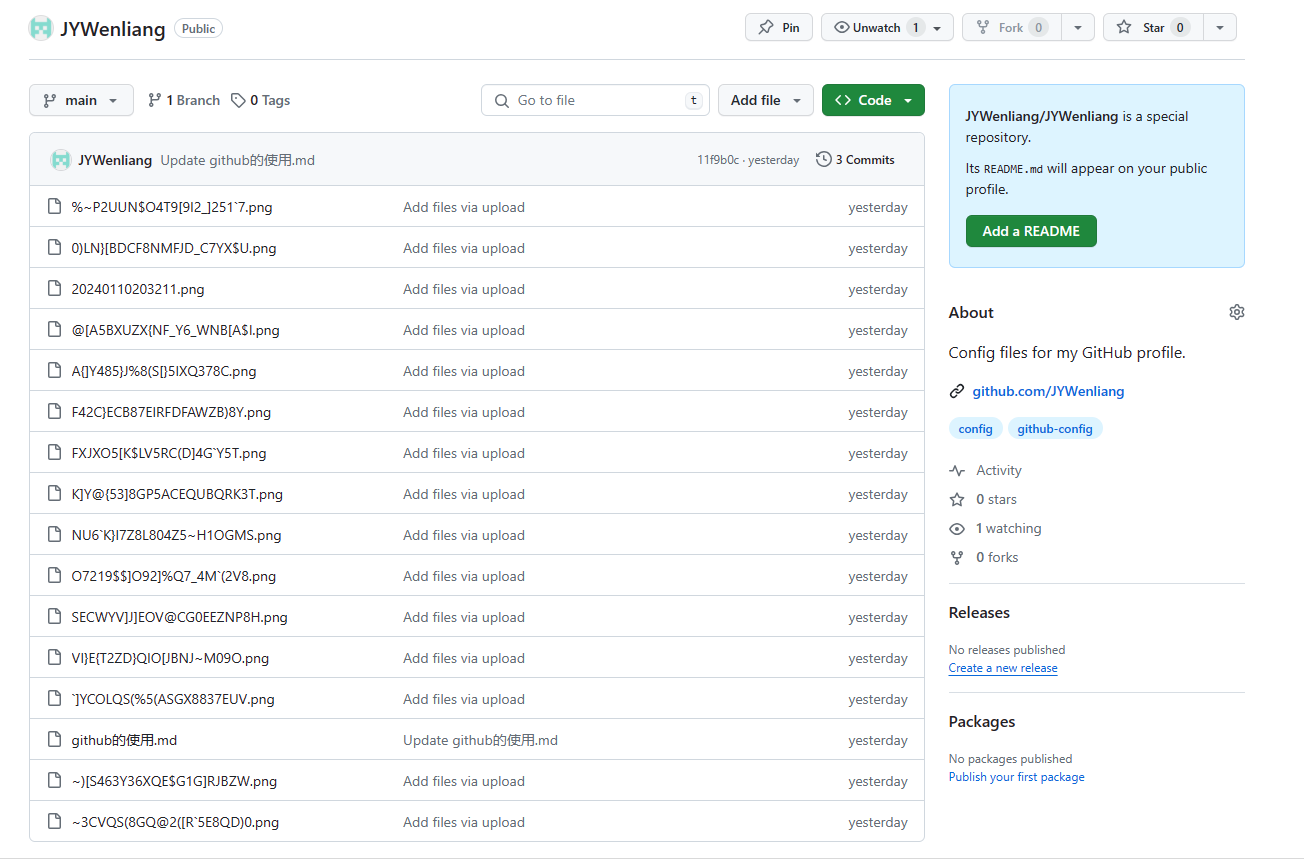 JYWenliang Public Pin Unwatch 1 Fork 0 Star 0
main 1 Branch 0 Tags Go to file t Add file Code
JYWenliang Update github的使用.md 11f9b0c · yesterday 3 Commits
%~P2UUN$O4T9[9I2_]251`7.png Add files via upload yesterday
0)LN}[BDCF8NMFJD_C7YX$U.png Add files via upload yesterday
20240110203211.png Add files via upload yesterday
@[A5BXUZX{NF_Y6_WNB[A$I.png Add files via upload yesterday
A{]Y485}J%8(S[}5IXQ378C.png Add files via upload yesterday
F42C}ECB87EIRFDFAWZB)8Y.png Add files via upload yesterday
FXJXO5[K$LV5RC(D]4G`Y5T.png Add files via upload yesterday
K]Y@{53]8GP5ACEQUBQRK3T.png Add files via upload yesterday
NU6`K}I7Z8L804Z5~H1OGMS.png Add files via upload yesterday
O7219$$]O92]%Q7_4M`(2V8.png Add files via upload yesterday
SECWYV]J]EOV@CG0EEZNP8H.png Add files via upload yesterday
VI}E{T2ZD}QIO[JBNJ~M09O.png Add files via upload yesterday
`]YCOLQS(%5(ASGX8837EUV.png Add files via upload yesterday
github的使用.md Update github的使用.md yesterday
~)[S463Y36XQE$G1G]RJBZW.png Add files via upload yesterday
~3CVQS(8GQ@2([R`5E8QD)0.png Add files via upload yesterday
JYWenliang/JYWenliang is a special
repository.
Its README.md will appear on your public
profile.
Add a README
About
Config files for my GitHub profile.
github.com/JYWenliang
config github-config
Activity
0 stars
1 watching
0 forks
Releases
No releases published
Create a new release
Packages
No packages published
Publish your first package